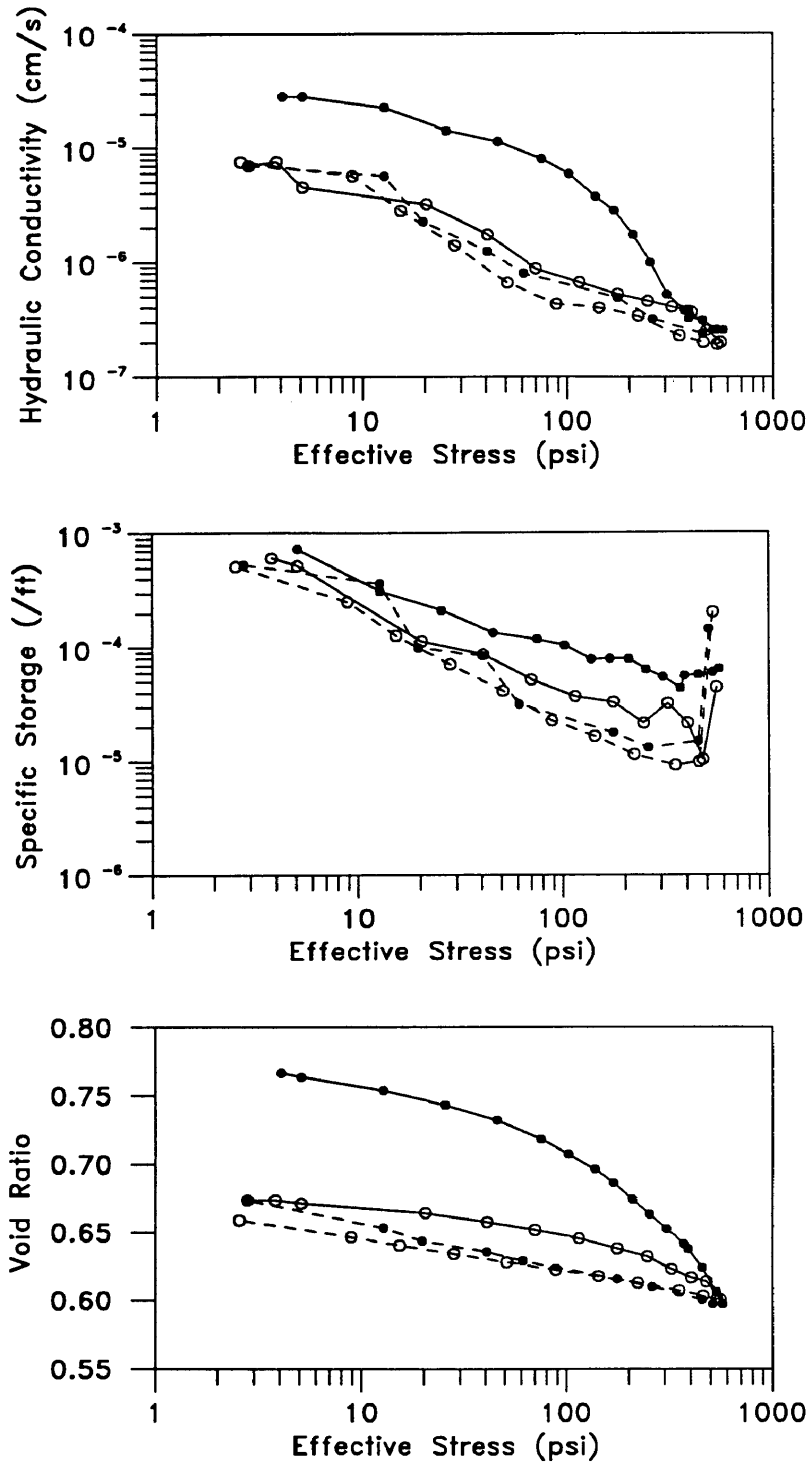 Hydraulic Conductivity (cm/s)
10 -4
10 -5
10 -6
10 -7
1 10 100 1000
Effective Stress (psi)
Specific Storage (/ft)
10 -3
10 -4
10 -5
10 -6
1 10 100 1000
Effective Stress (psi)
Void Ratio
0.80
0.75
0.70
0.65
0.60
0.55
1 10 100 1000
Effective Stress (psi)